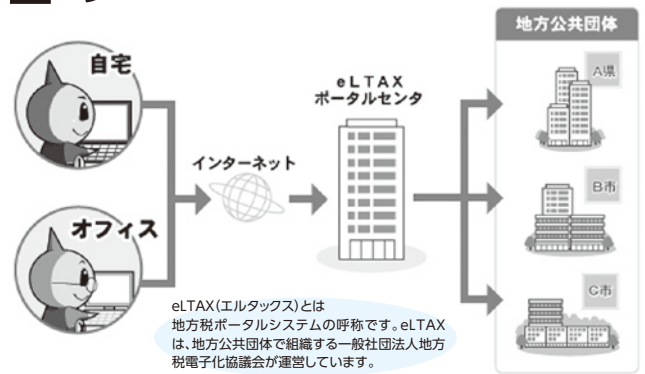 地方公共団体
自宅
A県
eLTAX
ポータルセンタ
インターネット
B市
オフィス
C市
eLTAX(エルタックス)とは
地方税ポータルシステムの呼称です。eLTAX
は、地方公共団体で組織する一般社団法人地方
税電子化協議会が運営しています。